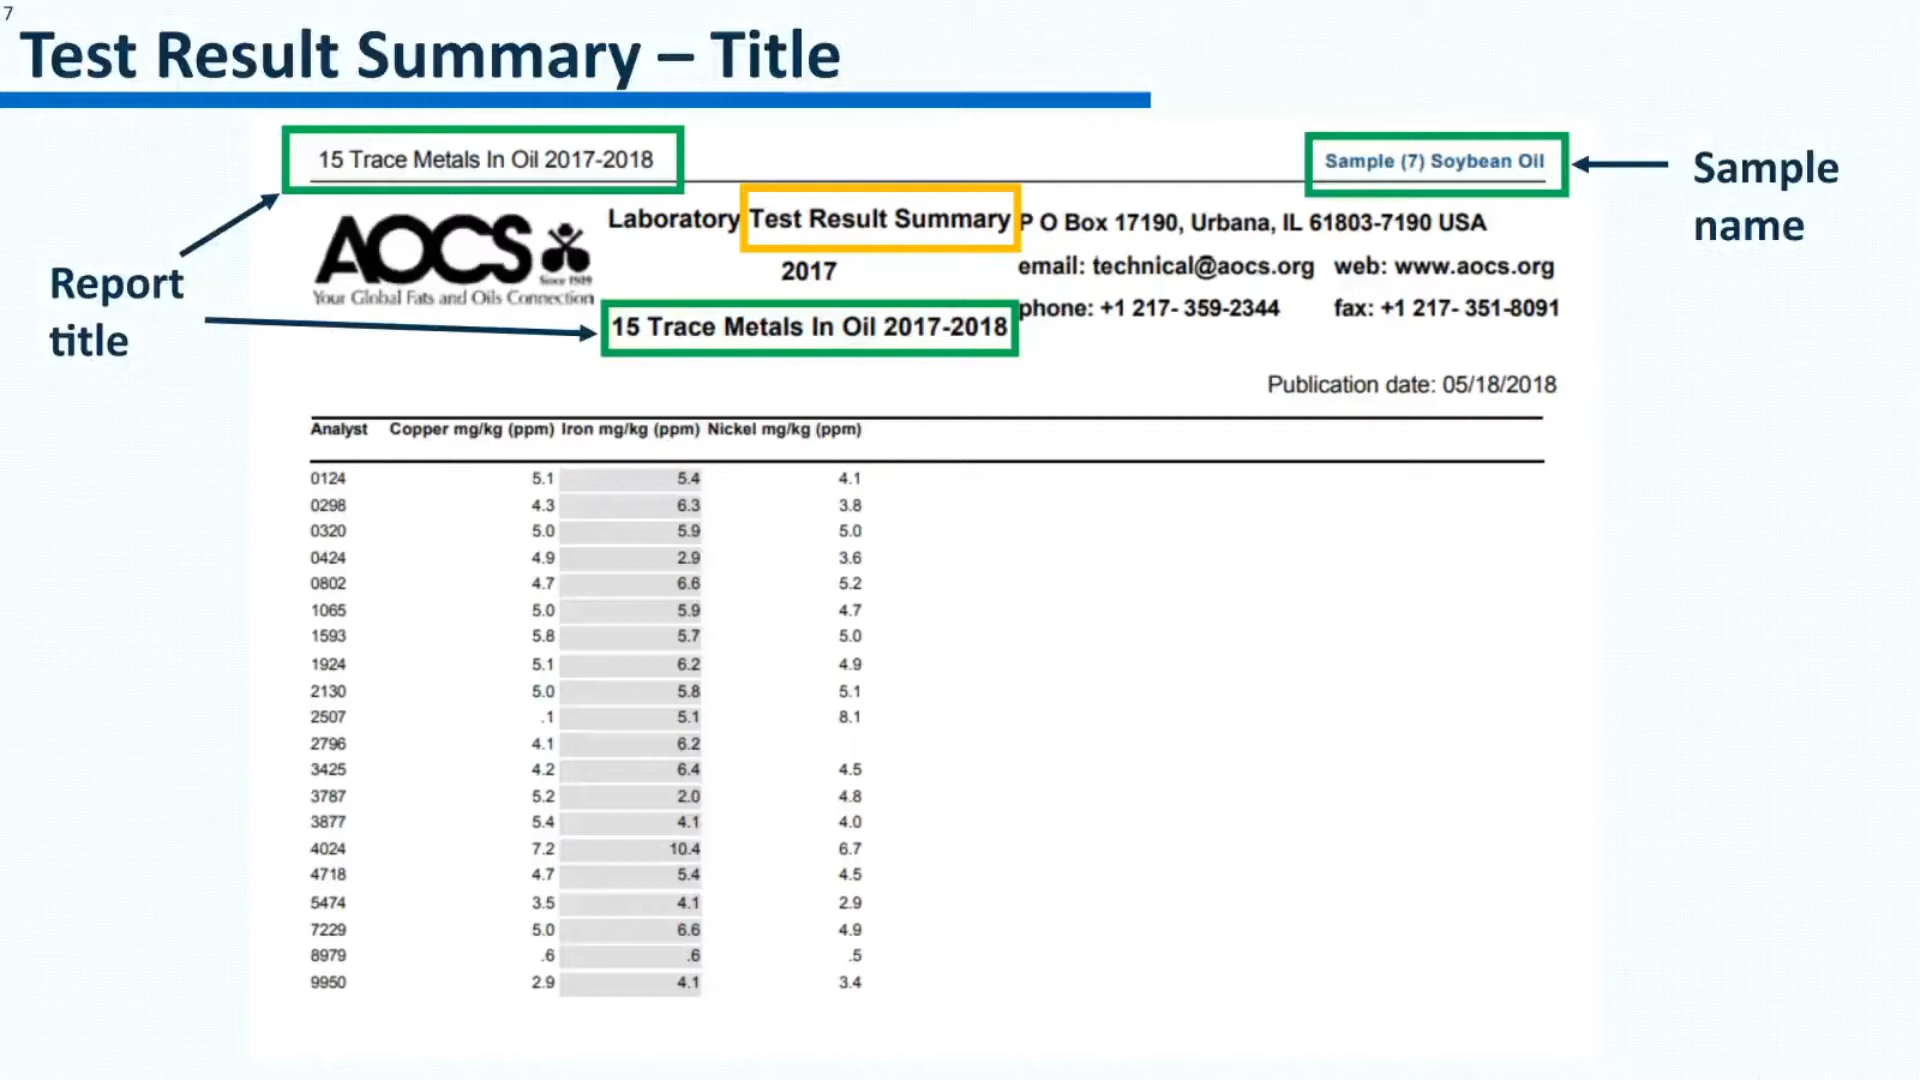 7
Test Result Summary – Title
15 Trace Metals In Oil 2017-2018
Sample (7) Soybean Oil
Sample
name
Report
title
AOCS
Since 1909
Your Global Fats and Oils Connection
Laboratory Test Result Summary
2017
15 Trace Metals In Oil 2017-2018
P O Box 17190, Urbana, IL 61803-7190 USA
email: technical@aocs.org web: www.aocs.org
phone: +1 217- 359-2344 fax: +1 217- 351-8091
Publication date: 05/18/2018
Analyst Copper mg/kg (ppm) Iron mg/kg (ppm) Nickel mg/kg (ppm)
0124 5.1 5.4 4.1
0298 4.3 6.3 3.8
0320 5.0 5.9 5.0
0424 4.9 2.9 3.6
0802 4.7 6.6 5.2
1065 5.0 5.9 4.7
1593 5.8 5.7 5.0
1924 5.1 6.2 4.9
2130 5.0 5.8 5.1
2507 .1 5.1 8.1
2796 4.1 6.2
3425 4.2 6.4 4.5
3787 5.2 2.0 4.8
3877 5.4 4.1 4.0
4024 7.2 10.4 6.7
4718 4.7 5.4 4.5
5474 3.5 4.1 2.9
7229 5.0 6.6 4.9
8979 .6 .6 .5
9950 2.9 4.1 3.4